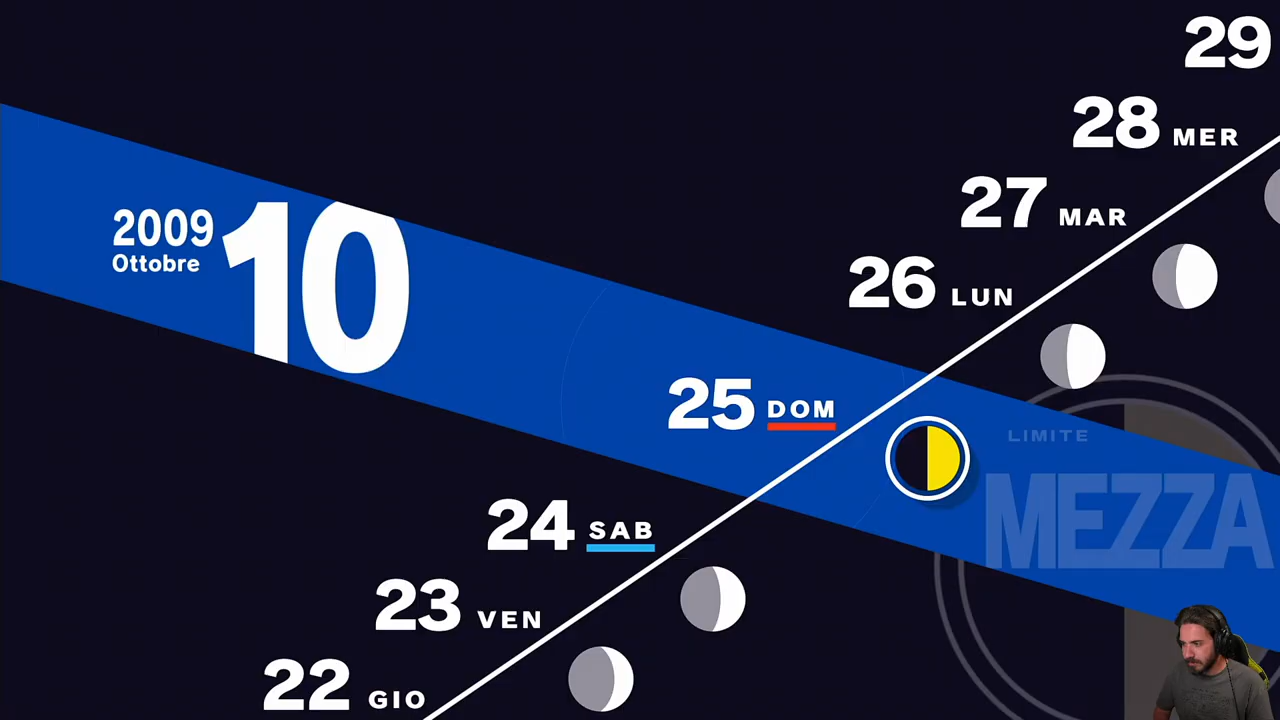 29
28 MER
27 MAR
2009
Ottobre
10
26 LUN
25 DOM
LIMITE
MEZZA
24 SAB
23 VEN
22 GIO